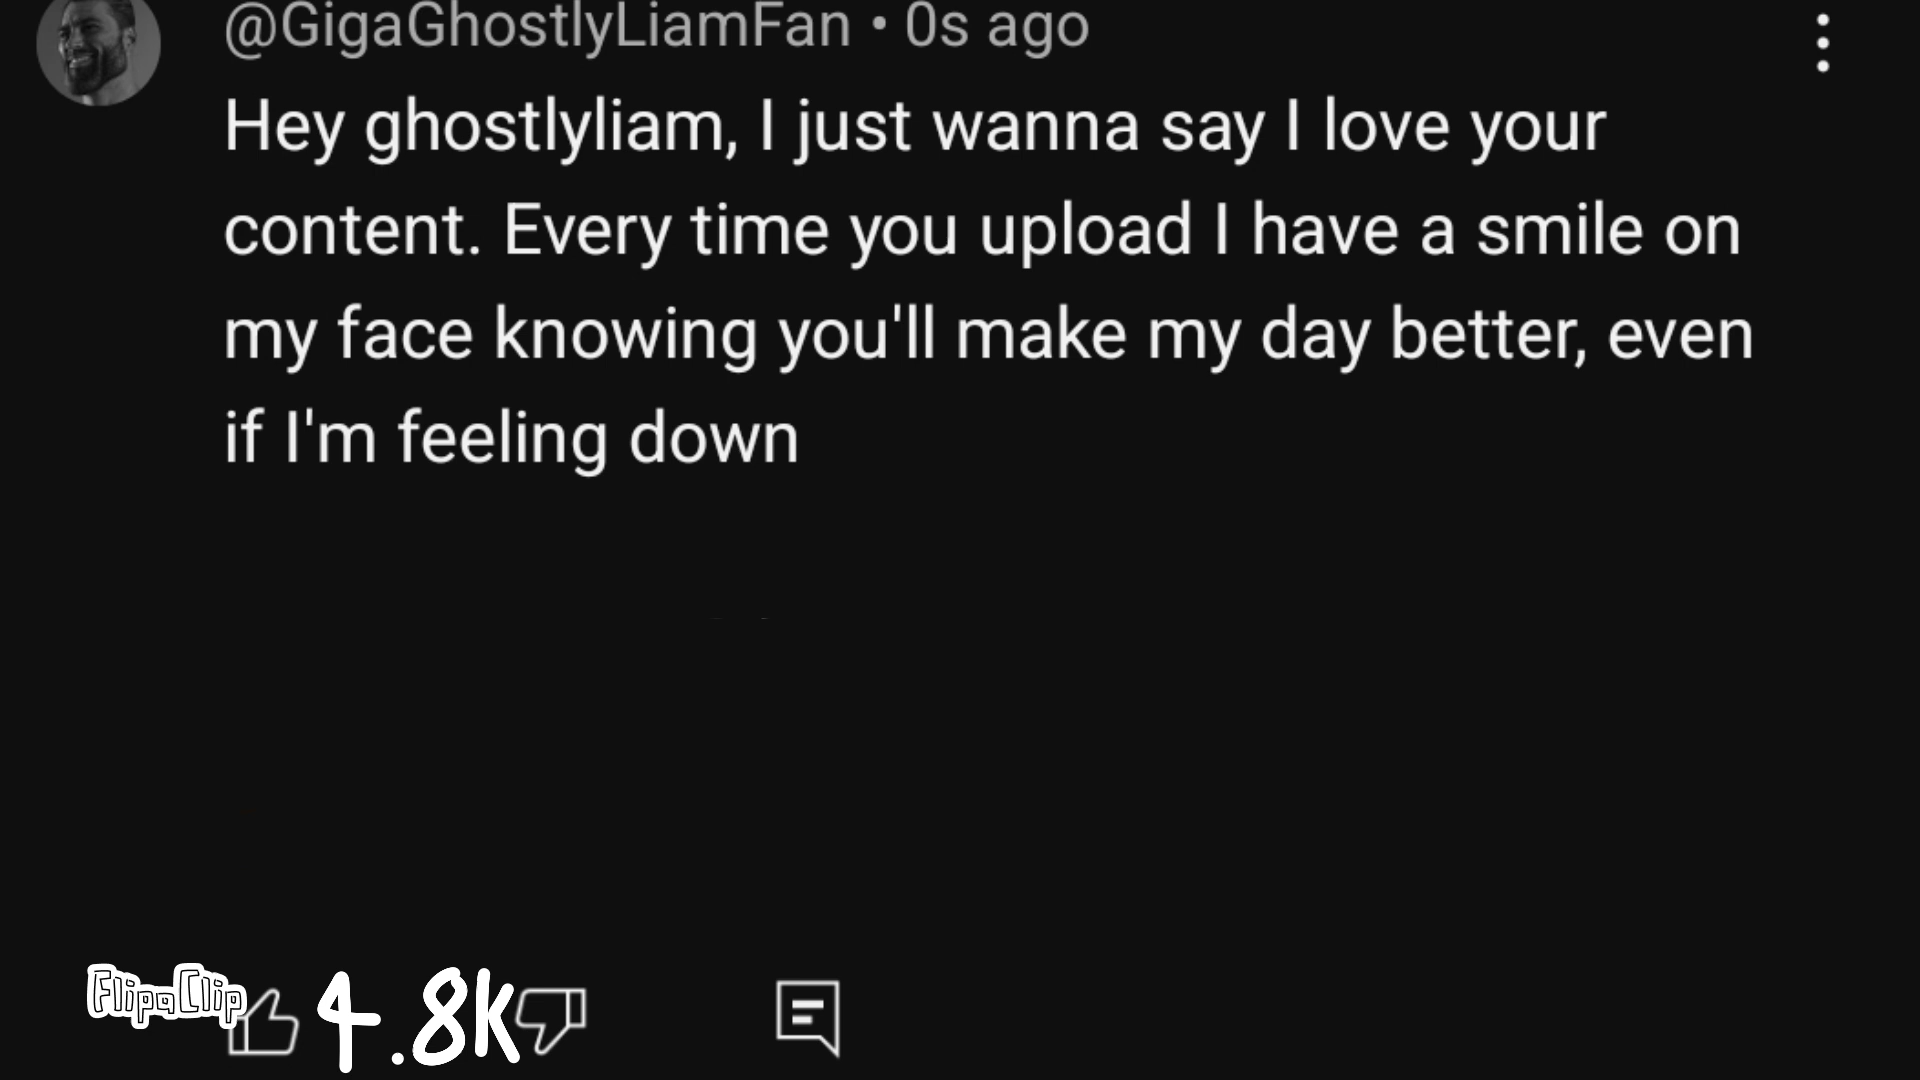 @GigaGhostlyLiamFan • 0s ago
Hey ghostlyliam, I just wanna say I love your
content. Every time you upload I have a smile on
my face knowing you'll make my day better, even
if I'm feeling down
FlipaClip
4.8K